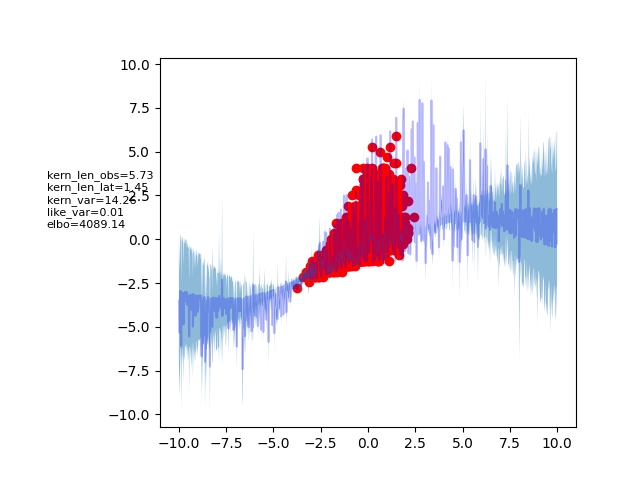 10.0
7.5
5.0
kern_len_obs=5.73
kern_len_lat=1.45
2.5
kern_var=14.26
like_var=0.01
elbo=4089.14
0.0
−2.5
−5.0
−7.5
−10.0
−10.0 −7.5 −5.0 −2.5 0.0 2.5 5.0 7.5 10.0